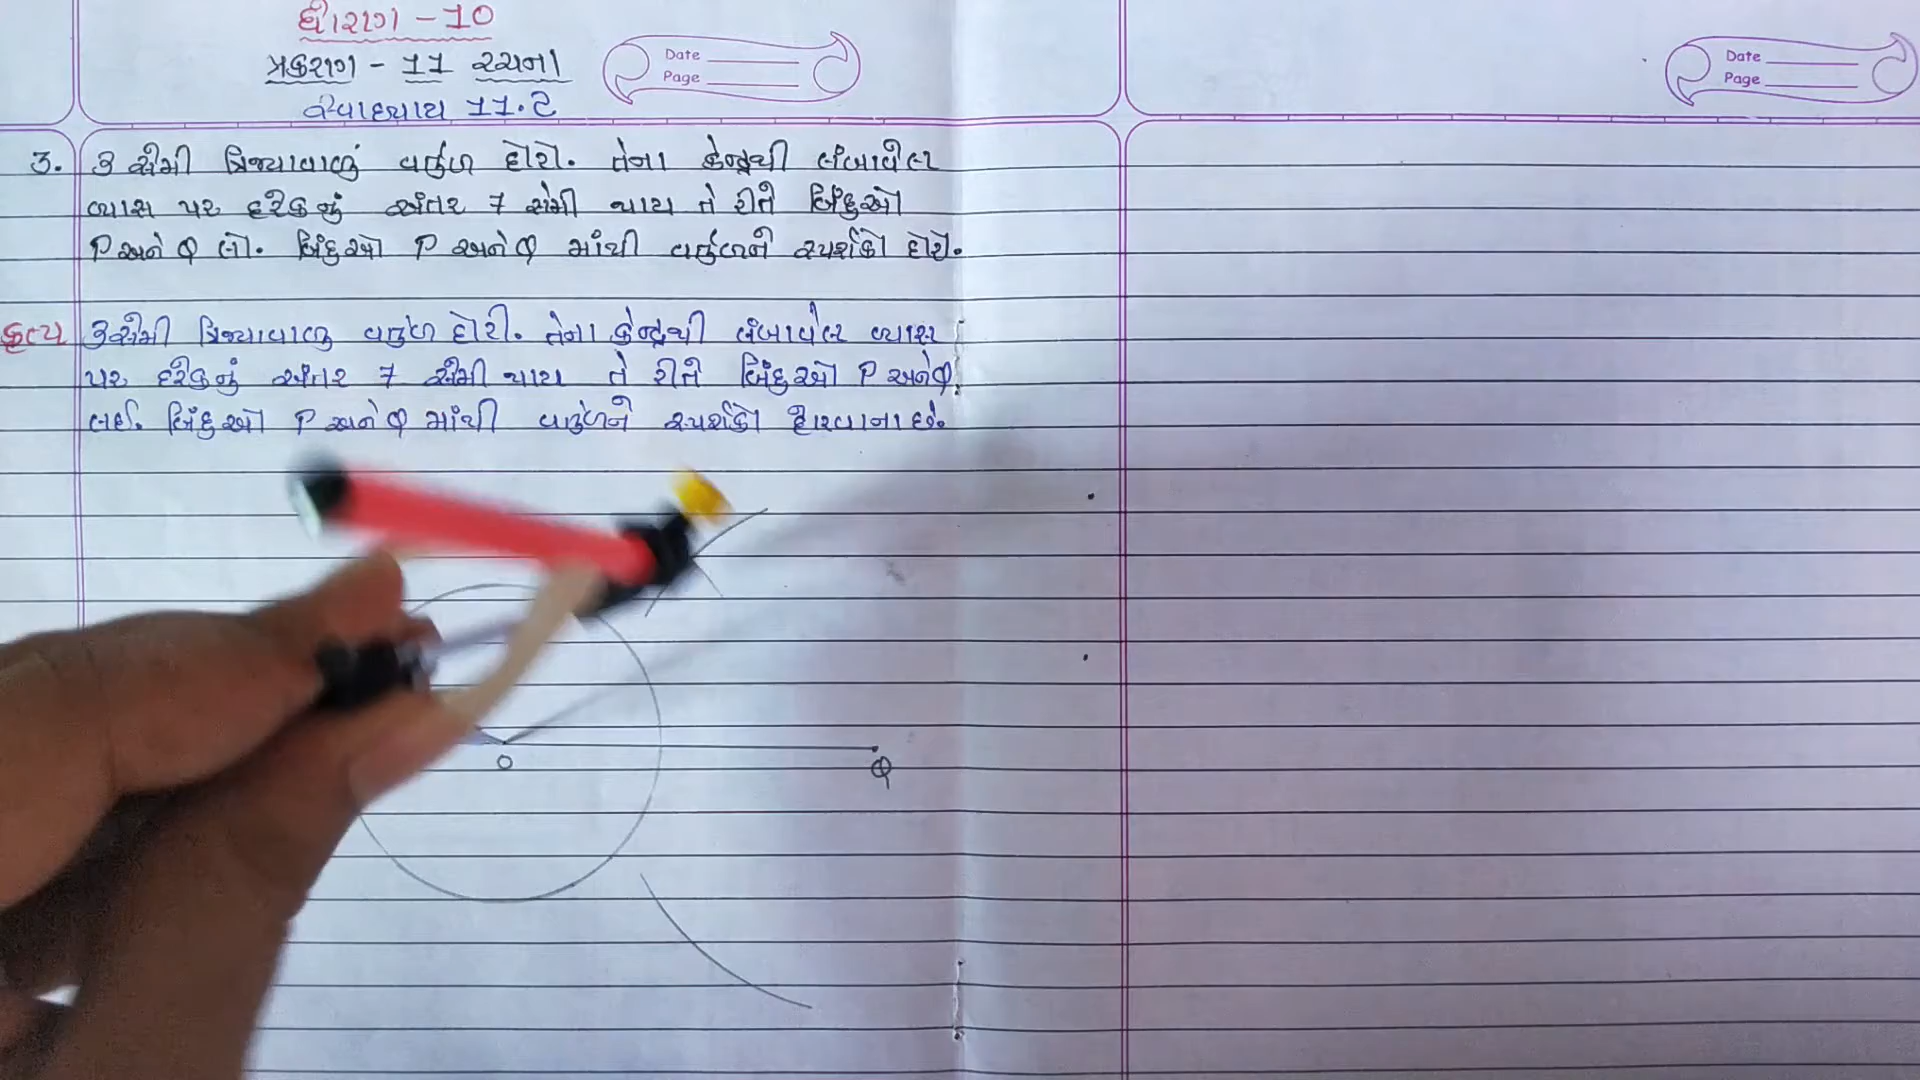 ધોરણ - 10
પ્રકરણ - 11 રચના
સ્વાધ્યાય 11.2
Date
Page
Date
Page
3. 3 સેમી ત્રિજ્યાવાળું વર્તુળ દોરો. તેના કેન્દ્રથી લંબાવેલ
વ્યાસ પર દરેકનું અંતર 7 સેમી થાય તે રીતે બિંદુઓ
P અને Q લો. બિંદુઓ P અને Q માંથી વર્તુળને સ્પર્શકો દોરો.
કૃત્ય 3 સેમી ત્રિજ્યાવાળુ વર્તુળ દોરી. તેના કેન્દ્રથી લંબાવેલ વ્યાસ
પર દરેકનું અંતર 7 સેમી થાય તે રીતે બિંદુઓ P અને Q
લઈ. બિંદુઓ P અને Q માંથી વર્તુળને સ્પર્શકો દોરવાના છે.
O
Q